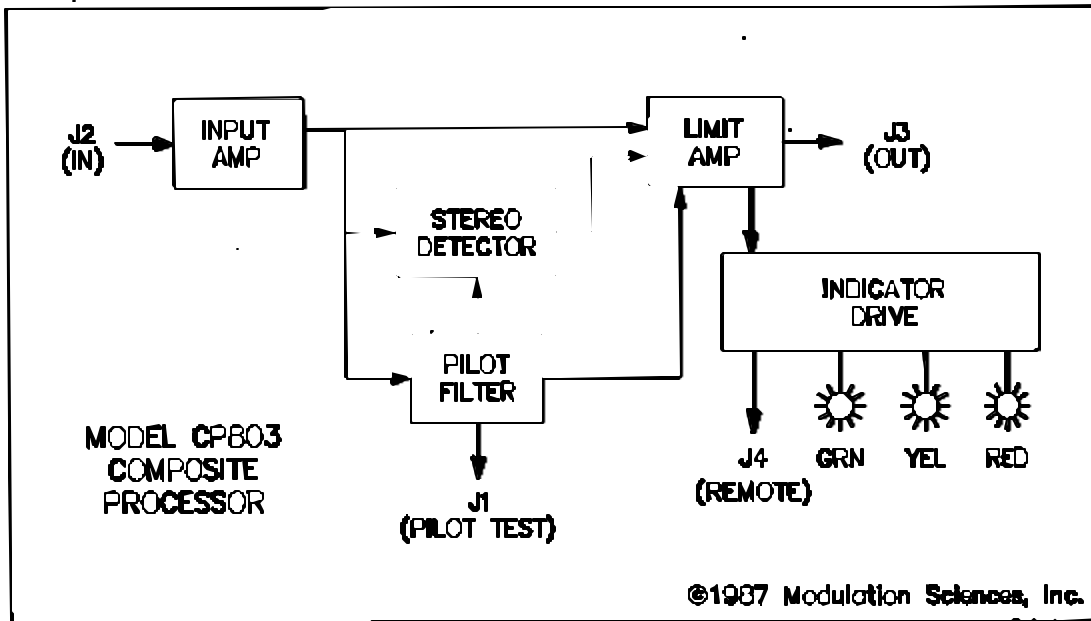 J2
(IN)
INPUT
AMP
LIMIT
AMP
J3
(OUT)
STEREO
DETECTOR
INDICATOR
DRIVE
PILOT
FILTER
MODEL CP803
COMPOSITE
PROCESSOR
J1
(PILOT TEST)
J4
(REMOTE)
GRN
YEL
RED
©1987 Modulation Sciences, Inc.